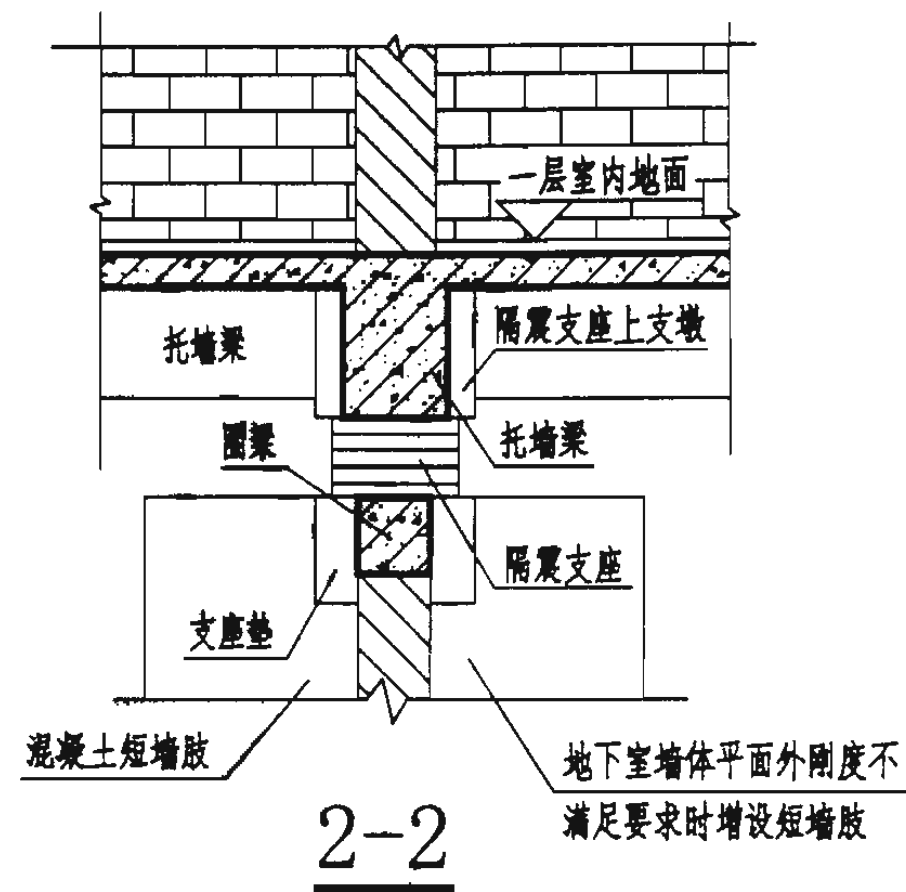 一层室内地面
托墙梁
隔震支座上支墩
圈梁
托墙梁
隔震支座
支座垫
混凝土短墙肢
地下室墙体平面外刚度不
满足要求时增设短墙肢
2-2